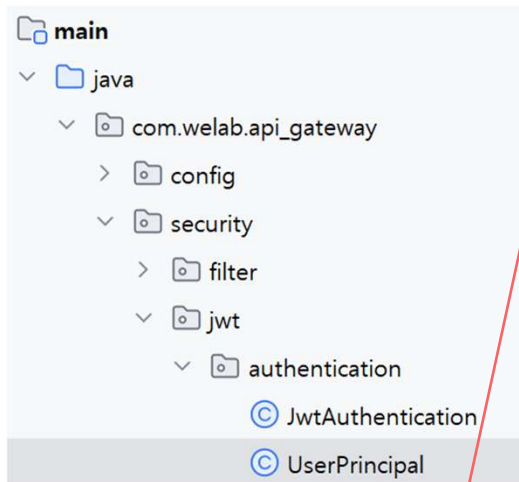 main
java
com.welab.api_gateway
config
security
filter
jwt
authentication
JwtAuthentication
UserPrincipal